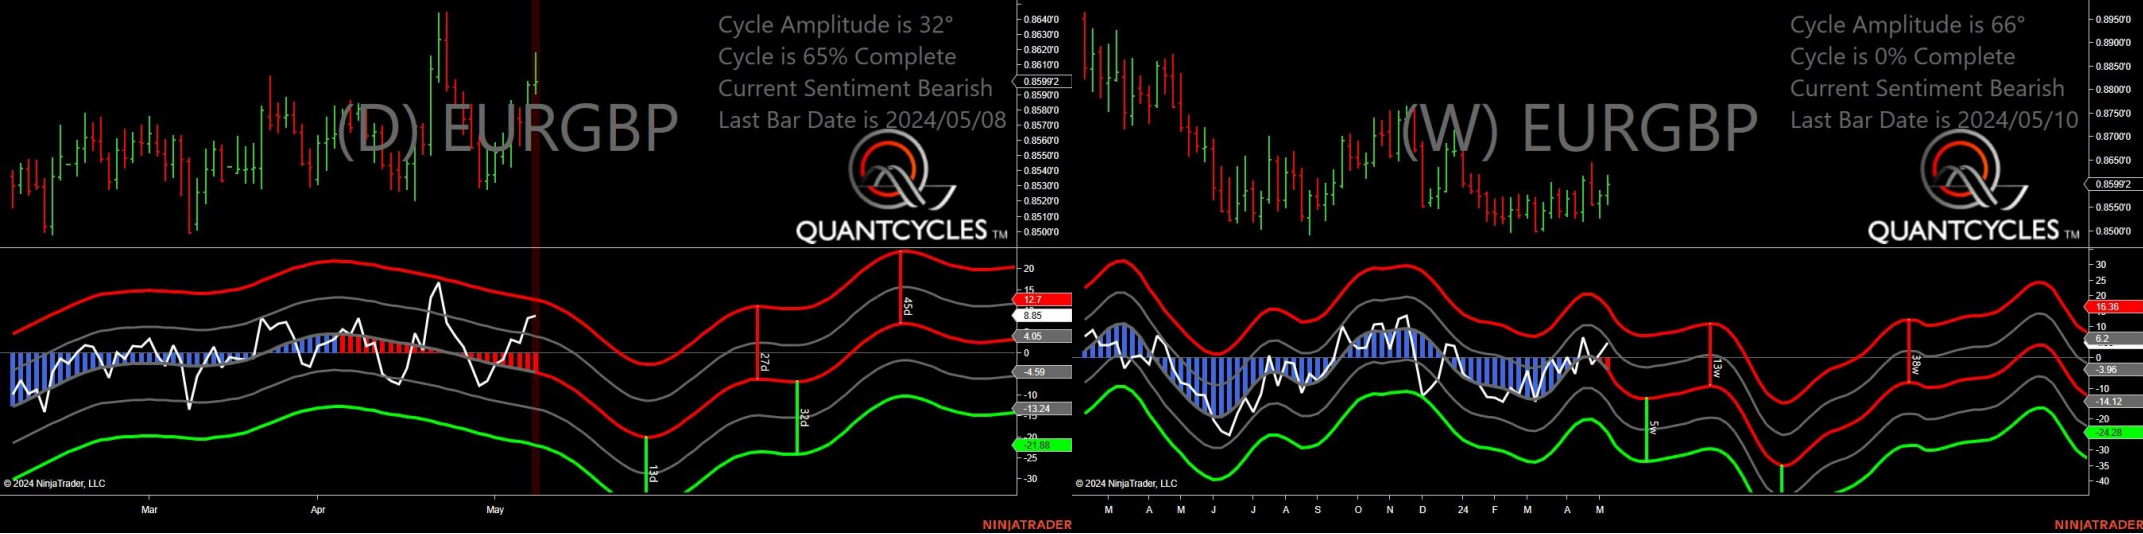 Cycle Amplitude is 32°
Cycle is 65% Complete
Current Sentiment Bearish
Last Bar Date is 2024/05/08
(D) EURGBP
QUANTCYCLES TM
0.8640'0
0.8630'0
0.8620'0
0.8610'0
0.8599'2
0.8590'0
0.8580'0
0.8570'0
0.8560'0
0.8550'0
0.8540'0
0.8530'0
0.8520'0
0.8510'0
0.8500'0
20
15
12.7
8.85
4.05
0
-4.59
-10
-13.24
-21.88
-25
-30
13d
27d
32d
45d
© 2024 NinjaTrader, LLC
Mar
Apr
May
NINJATRADER
Cycle Amplitude is 66°
Cycle is 0% Complete
Current Sentiment Bearish
Last Bar Date is 2024/05/10
(W) EURGBP
QUANTCYCLES TM
0.8950'0
0.8900'0
0.8850'0
0.8800'0
0.8750'0
0.8700'0
0.8650'0
0.8599'2
0.8550'0
0.8500'0
30
25
20
16.36
10
6.2
0
-3.96
-10
-14.12
-20
-24.28
-30
-35
-40
5w
13w
38w
© 2024 NinjaTrader, LLC
M A M J J A S O N D 24 F M A M
NINJATRADER